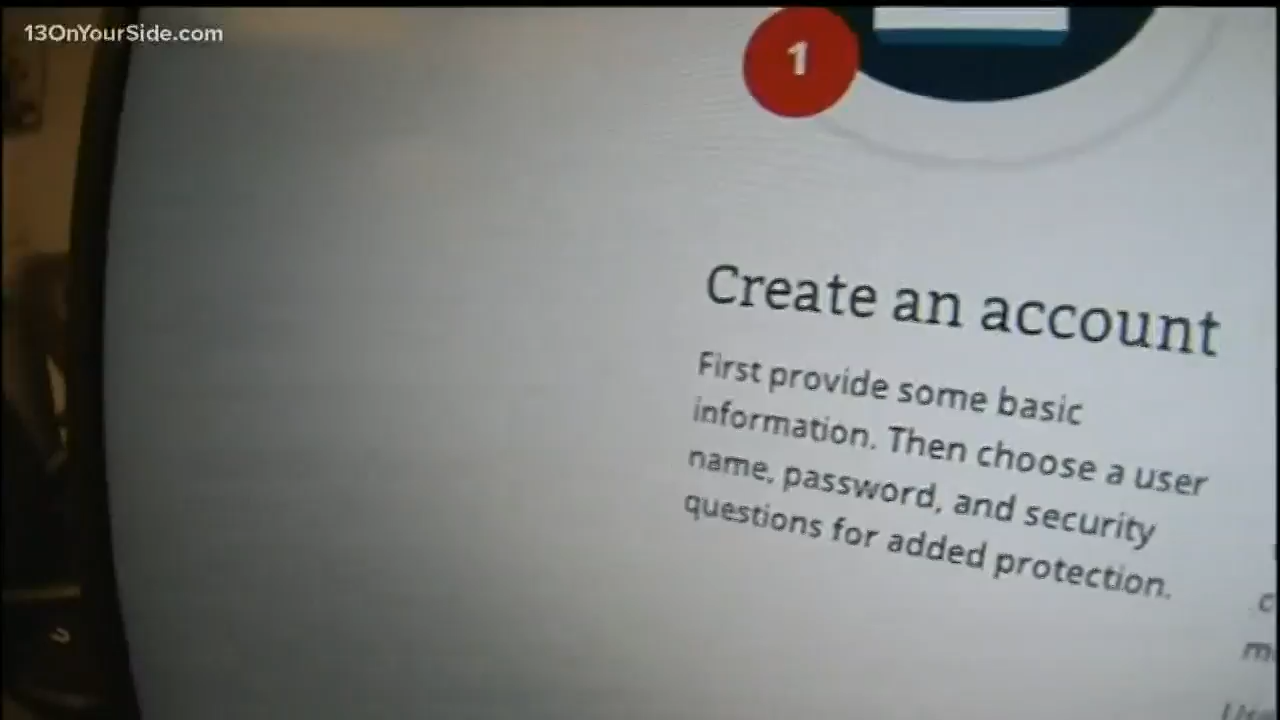 13OnYourSide.com
1
Create an account
First provide some basic
information. Then choose a user
name, password, and security
questions for added protection.